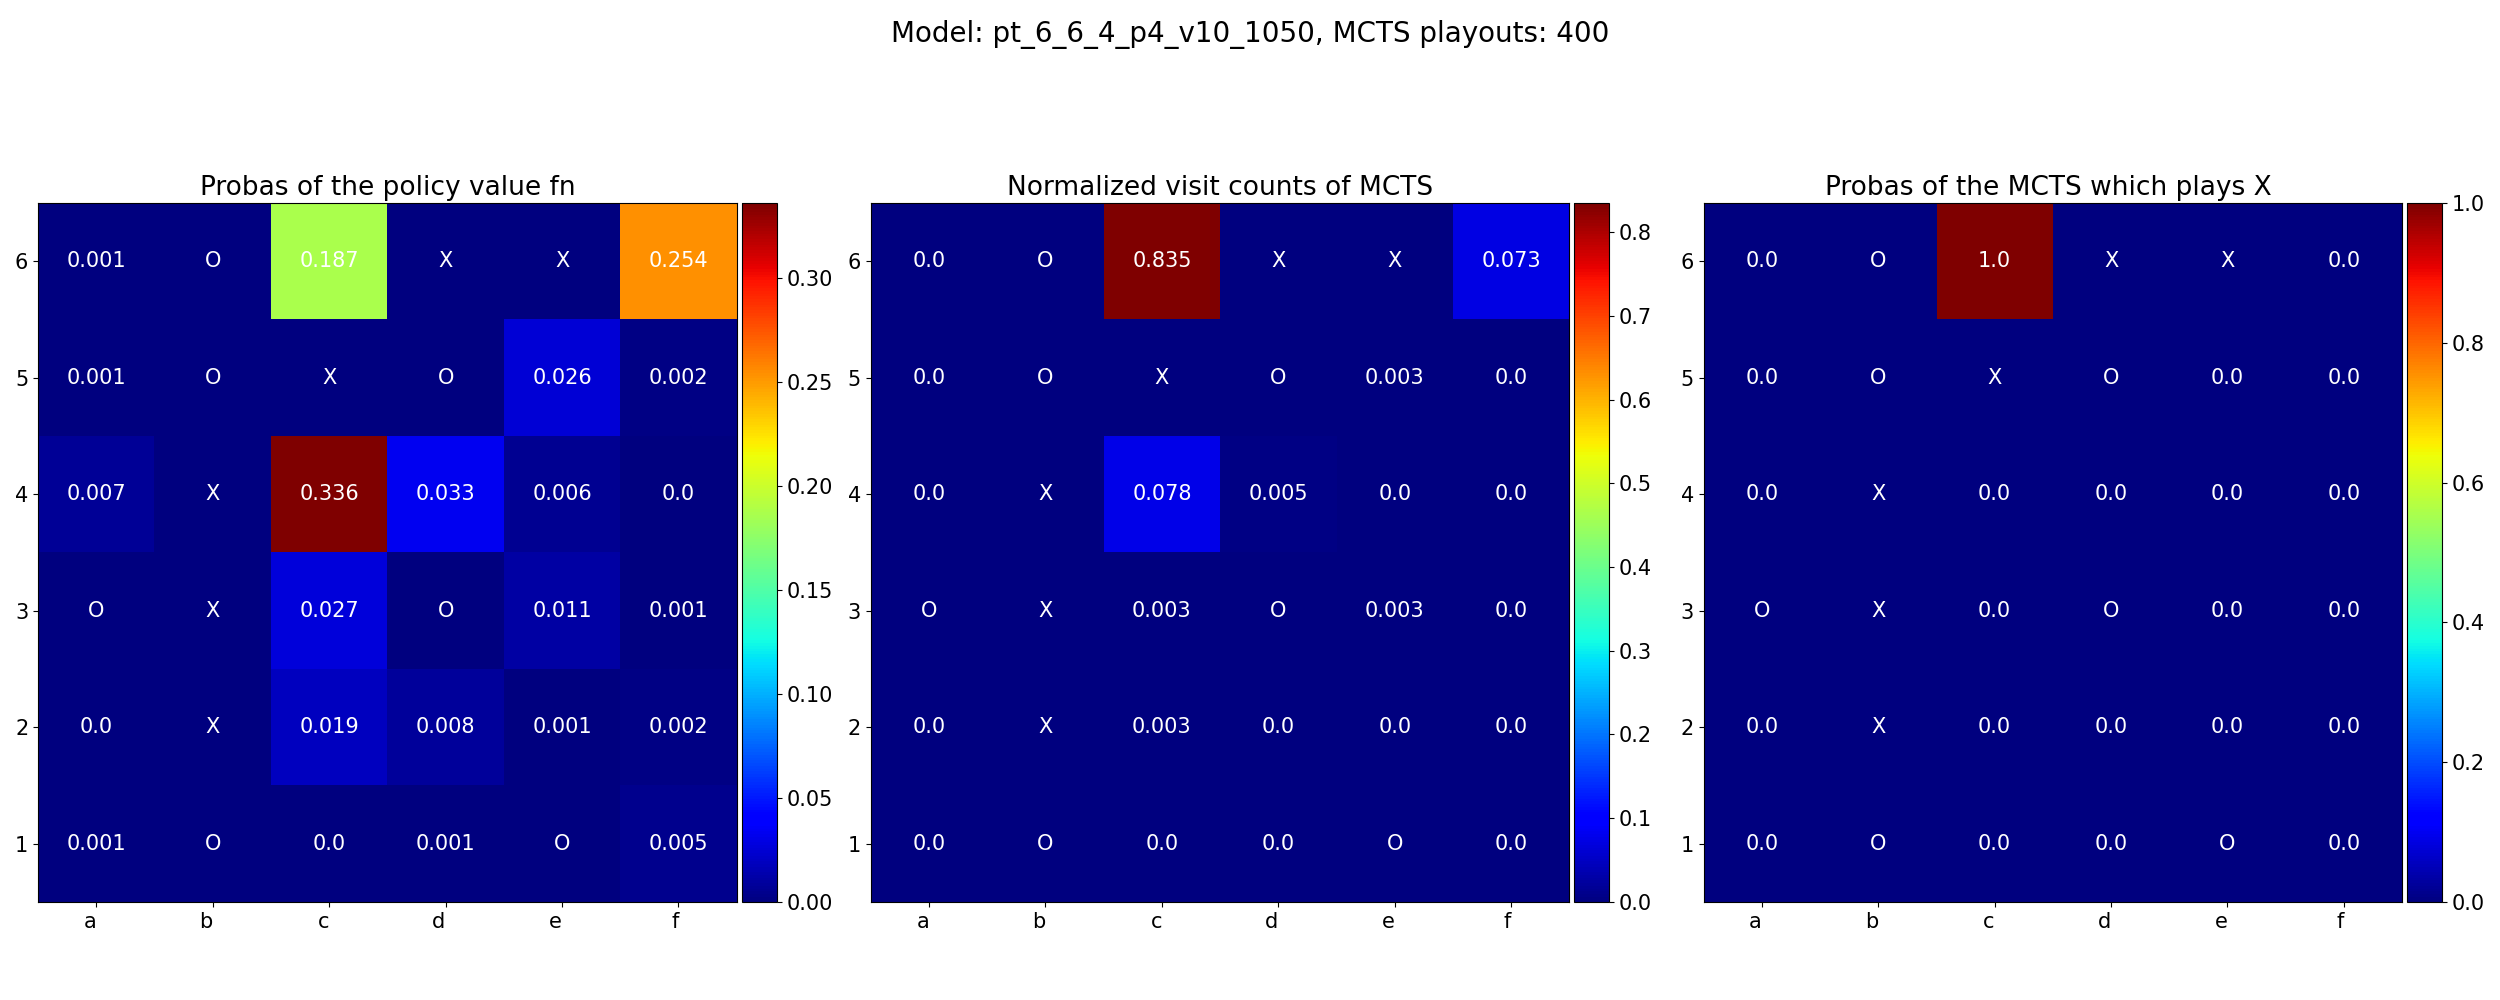 Model: pt_6_6_4_p4_v10_1050, MCTS playouts: 400
Probas of the policy value fn
6 0.001 O 0.187 X X 0.254
5 0.001 O X O 0.026 0.002
4 0.007 X 0.336 0.033 0.006 0.0
3 O X 0.027 O 0.011 0.001
2 0.0 X 0.019 0.008 0.001 0.002
1 0.001 O 0.0 0.001 O 0.005
a b c d e f
0.30
0.25
0.20
0.15
0.10
0.05
0.00
Normalized visit counts of MCTS
6 0.0 O 0.835 X X 0.073
5 0.0 O X O 0.003 0.0
4 0.0 X 0.078 0.005 0.0 0.0
3 O X 0.003 O 0.003 0.0
2 0.0 X 0.003 0.0 0.0 0.0
1 0.0 O 0.0 0.0 O 0.0
a b c d e f
0.8
0.7
0.6
0.5
0.4
0.3
0.2
0.1
0.0
Probas of the MCTS which plays X
6 0.0 O 1.0 X X 0.0
5 0.0 O X O 0.0 0.0
4 0.0 X 0.0 0.0 0.0 0.0
3 O X 0.0 O 0.0 0.0
2 0.0 X 0.0 0.0 0.0 0.0
1 0.0 O 0.0 0.0 O 0.0
a b c d e f
1.0
0.8
0.6
0.4
0.2
0.0